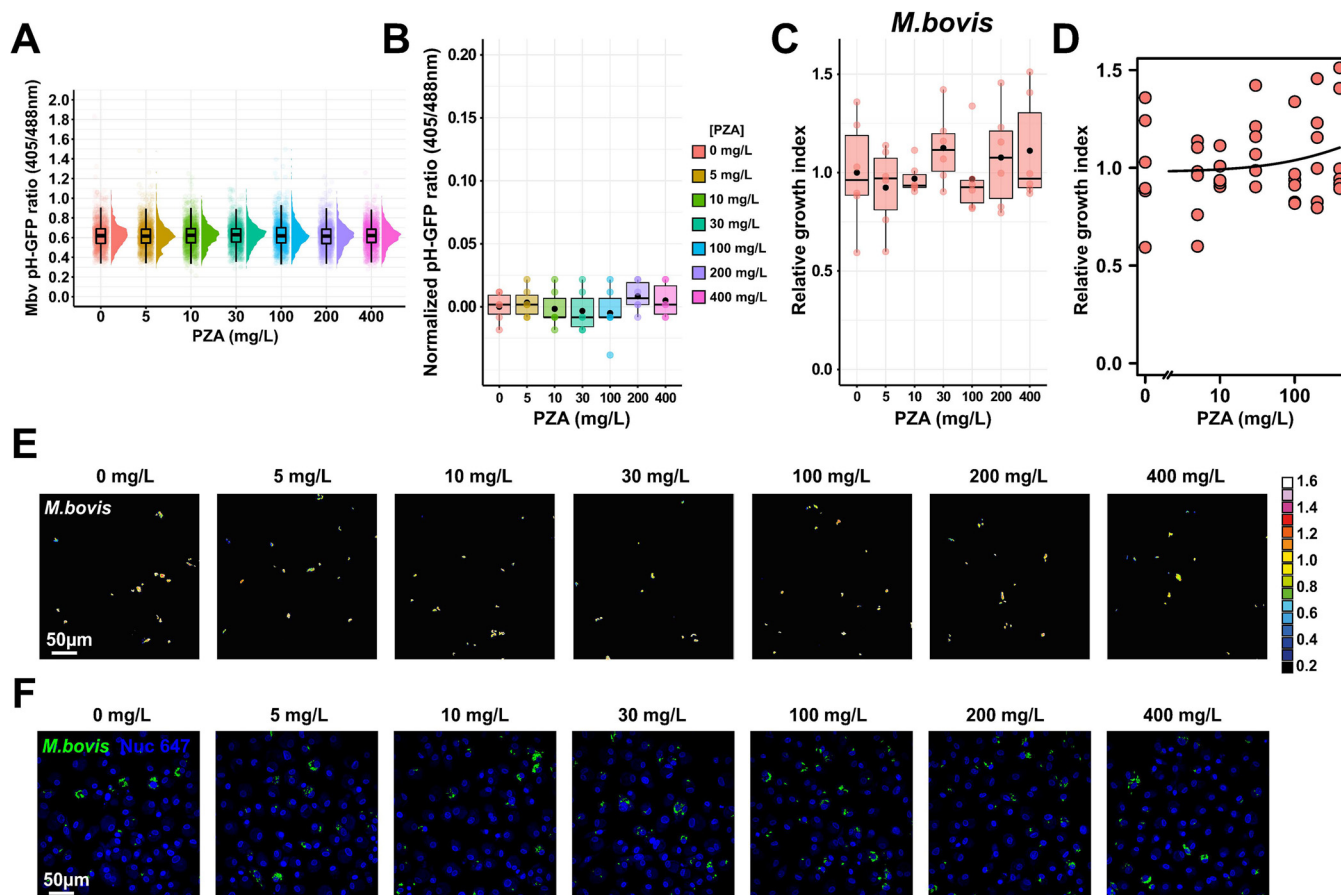 A
Mbv pH-GFP ratio (405/488nm)
2.0
1.8
1.6
1.4
1.2
1.0
0.8
0.6
0.4
0.2
0.0
0
5
10
30
100
200
400
PZA (mg/L)
B
Normalized pH-GFP ratio (405/488nm)
0.20
0.15
0.10
0.05
0.00
0
5
10
30
100
200
400
PZA (mg/L)
[PZA]
0 mg/L
5 mg/L
10 mg/L
30 mg/L
100 mg/L
200 mg/L
400 mg/L
C
M.bovis
Relative growth index
1.5
1.0
1.0
0.0
0
5
10
30
100
200
400
PZA (mg/L)
D
Relative growth index
1.5
1.0
0.0
0.0
0
10
100
PZA (mg/L)
E
0 mg/L
5 mg/L
10 mg/L
30 mg/L
100 mg/L
200 mg/L
400 mg/L
M.bovis
50µm
1.6
1.4
1.2
1.0
0.8
0.6
0.4
0.2
F
0 mg/L
5 mg/L
10 mg/L
30 mg/L
100 mg/L
200 mg/L
400 mg/L
M.bovis Nuc 647
50µm